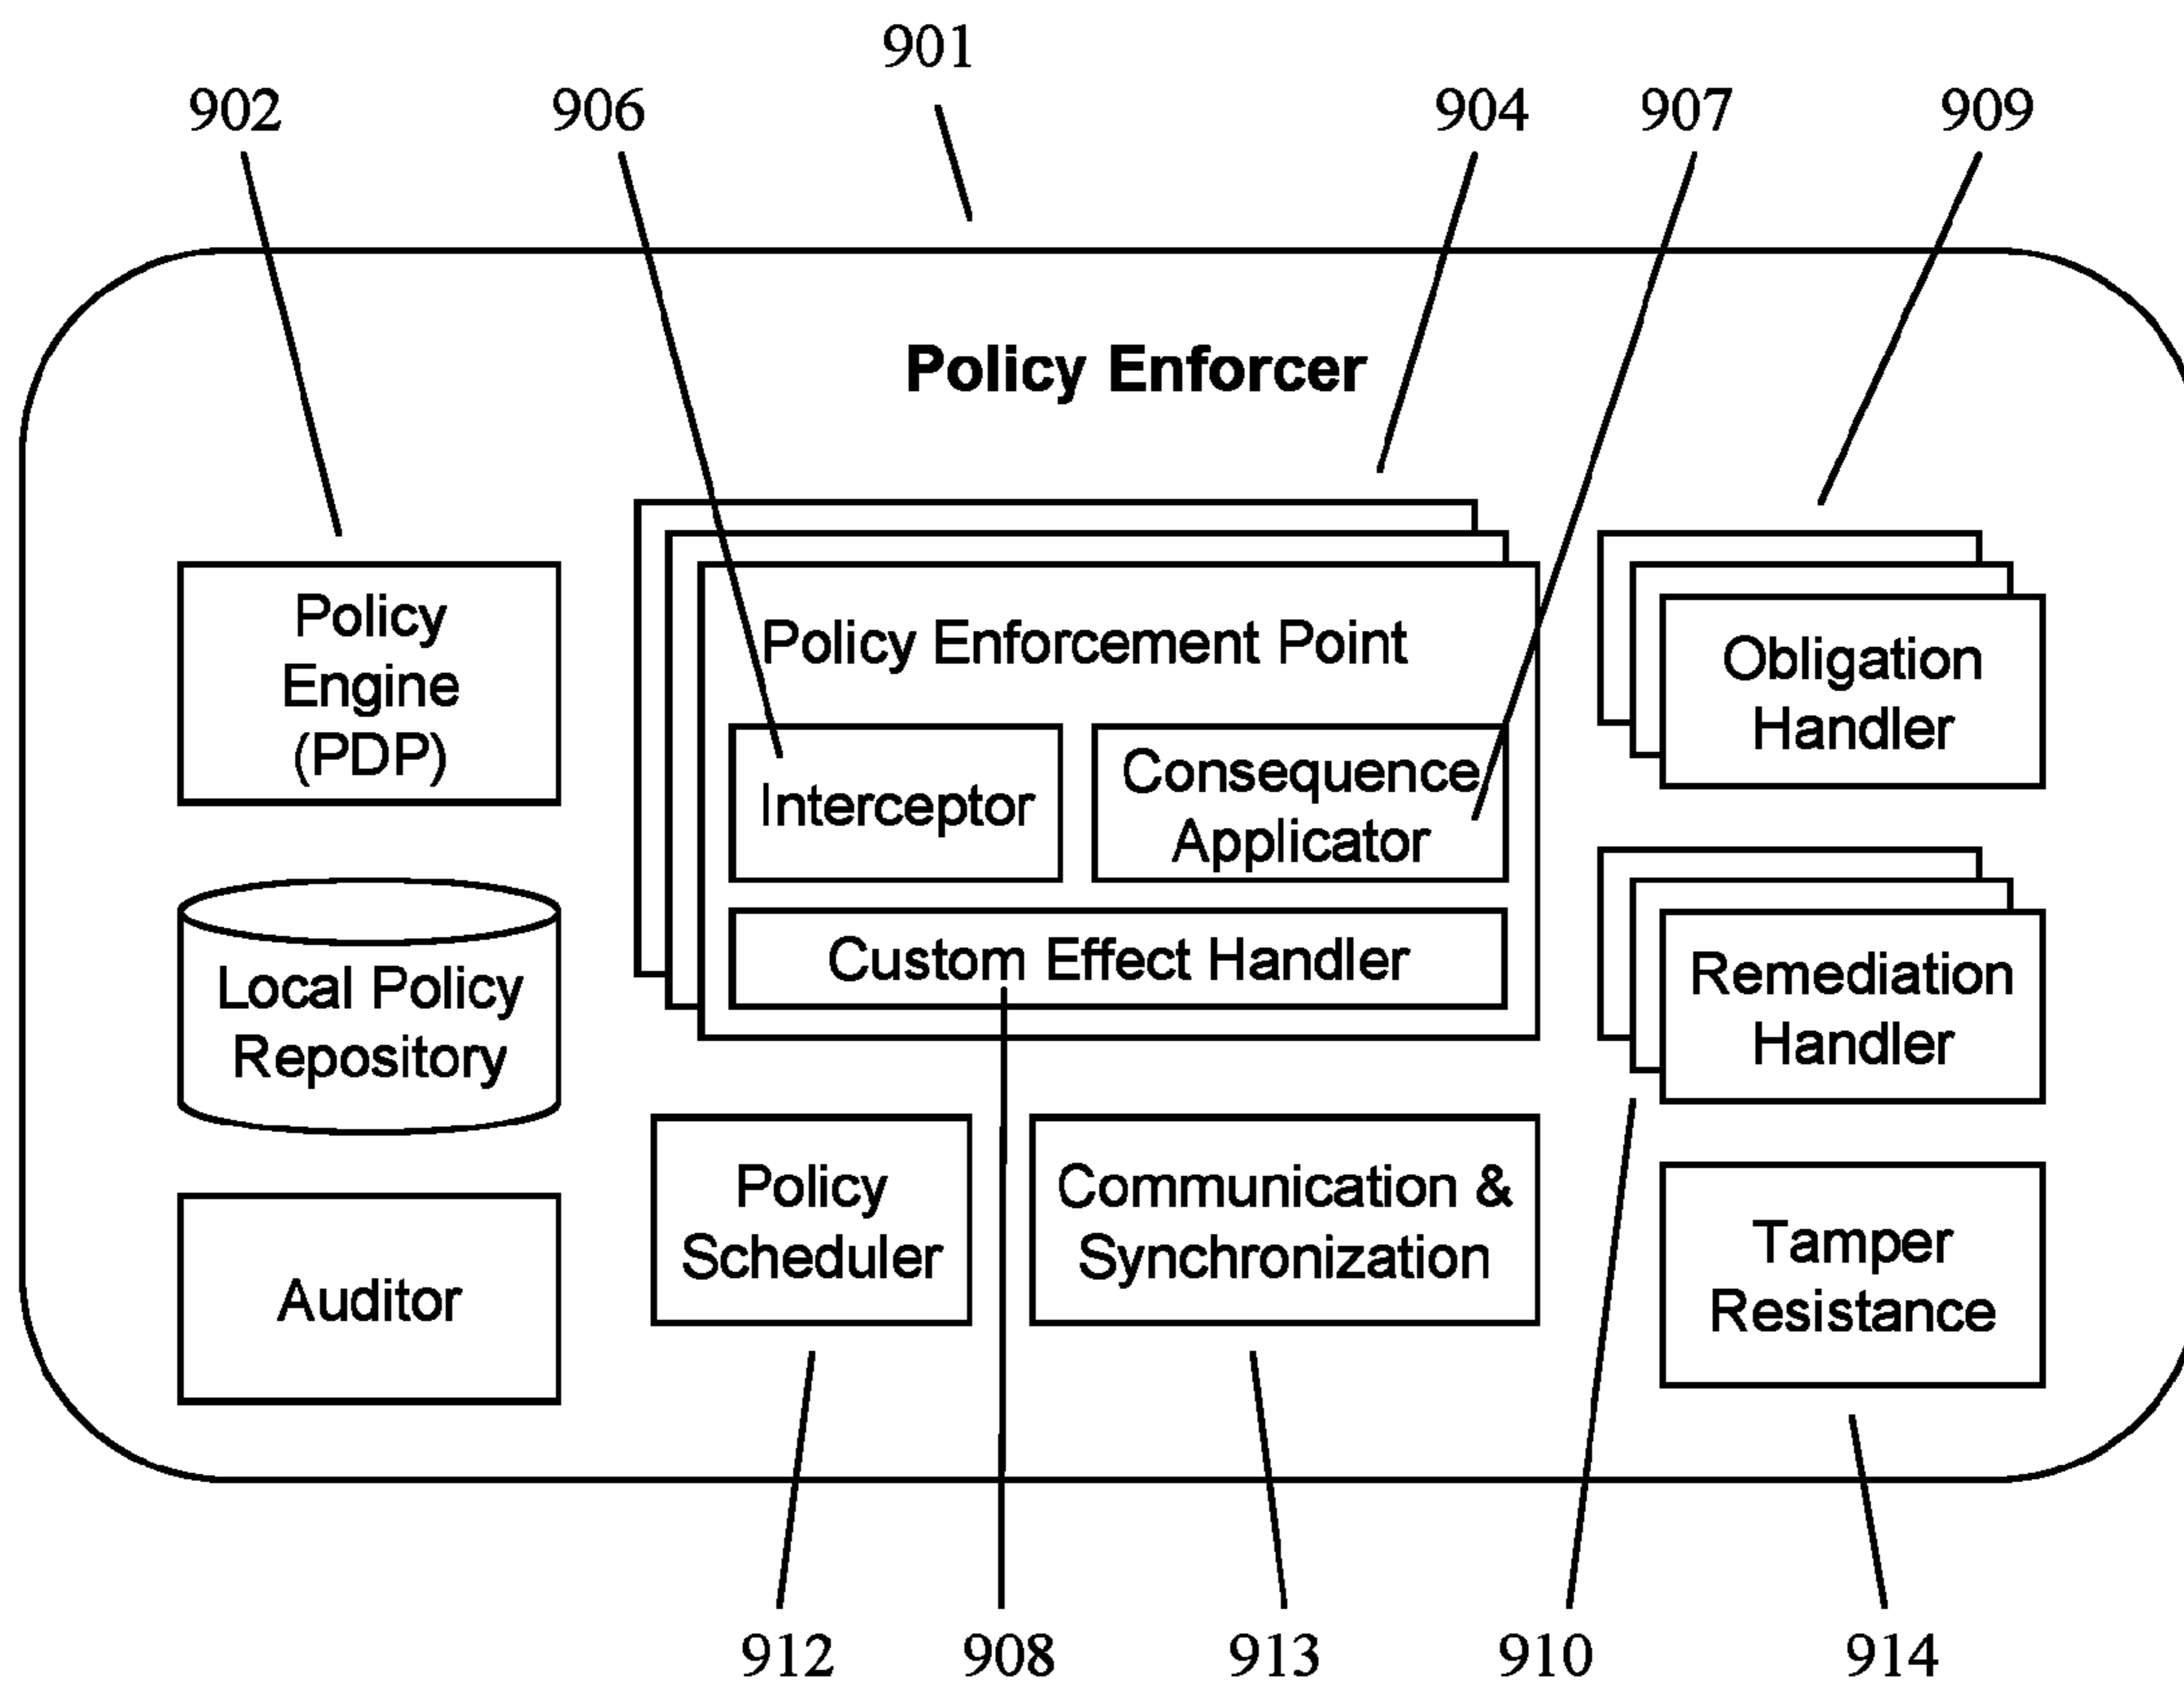 901
902
906
904
907
909
Policy Enforcer
Policy
Engine
(PDP)
Policy Enforcement Point
Interceptor
Consequence
Applicator
Custom Effect Handler
Obligation
Handler
Local Policy
Repository
Remediation
Handler
Auditor
Policy
Scheduler
Communication &
Synchronization
Tamper
Resistance
912
908
913
910
914